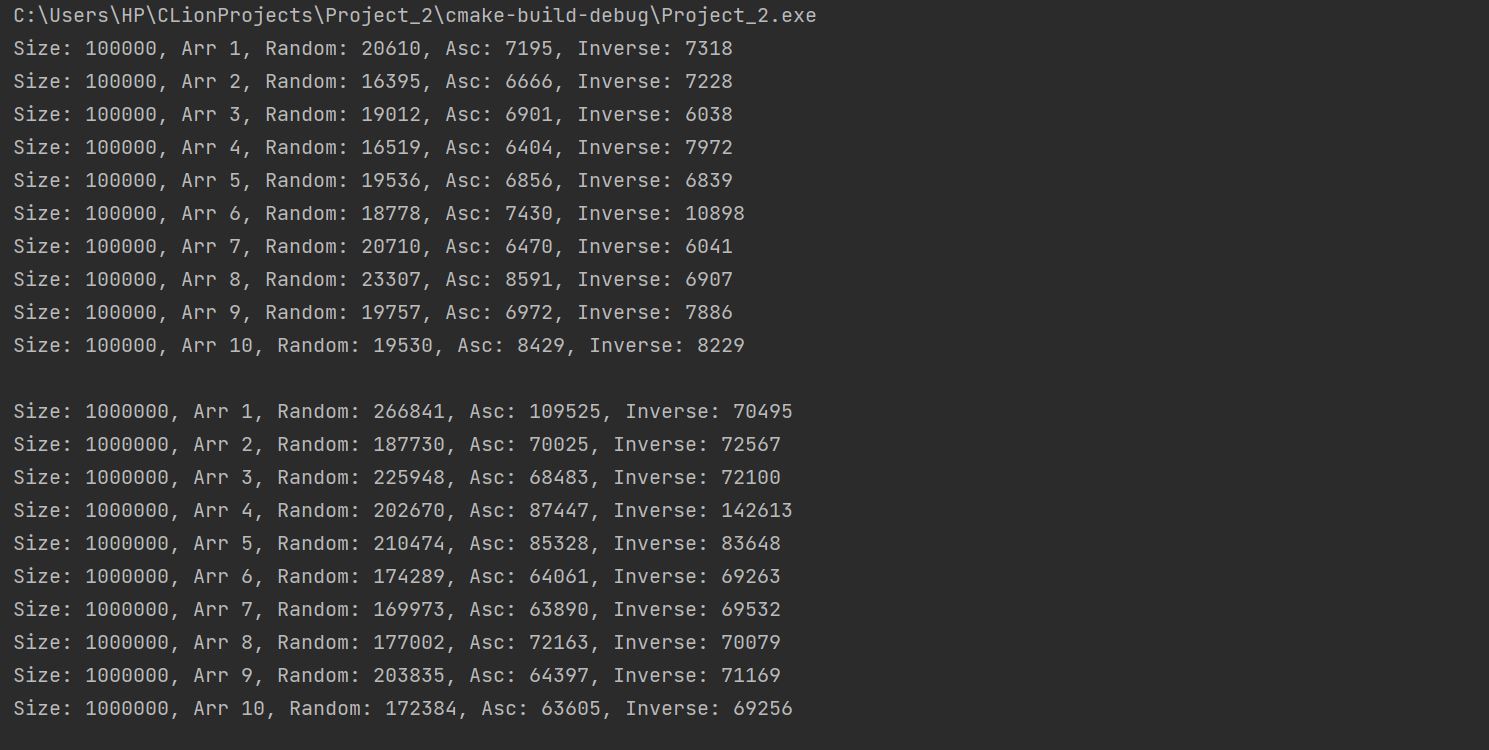 C:\Users\HP\CLionProjects\Project_2\cmake-build-debug\Project_2.exe
Size: 100000, Arr 1, Random: 20610, Asc: 7195, Inverse: 7318
Size: 100000, Arr 2, Random: 16395, Asc: 6666, Inverse: 7228
Size: 100000, Arr 3, Random: 19012, Asc: 6901, Inverse: 6038
Size: 100000, Arr 4, Random: 16519, Asc: 6404, Inverse: 7972
Size: 100000, Arr 5, Random: 19536, Asc: 6856, Inverse: 6839
Size: 100000, Arr 6, Random: 18778, Asc: 7430, Inverse: 10898
Size: 100000, Arr 7, Random: 20710, Asc: 6470, Inverse: 6041
Size: 100000, Arr 8, Random: 23307, Asc: 8591, Inverse: 6907
Size: 100000, Arr 9, Random: 19757, Asc: 6972, Inverse: 7886
Size: 100000, Arr 10, Random: 19530, Asc: 8429, Inverse: 8229
Size: 1000000, Arr 1, Random: 266841, Asc: 109525, Inverse: 70495
Size: 1000000, Arr 2, Random: 187730, Asc: 70025, Inverse: 72567
Size: 1000000, Arr 3, Random: 225948, Asc: 68483, Inverse: 72100
Size: 1000000, Arr 4, Random: 202670, Asc: 87447, Inverse: 142613
Size: 1000000, Arr 5, Random: 210474, Asc: 85328, Inverse: 83648
Size: 1000000, Arr 6, Random: 174289, Asc: 64061, Inverse: 69263
Size: 1000000, Arr 7, Random: 169973, Asc: 63890, Inverse: 69532
Size: 1000000, Arr 8, Random: 177002, Asc: 72163, Inverse: 70079
Size: 1000000, Arr 9, Random: 203835, Asc: 64397, Inverse: 71169
Size: 1000000, Arr 10, Random: 172384, Asc: 63605, Inverse: 69256